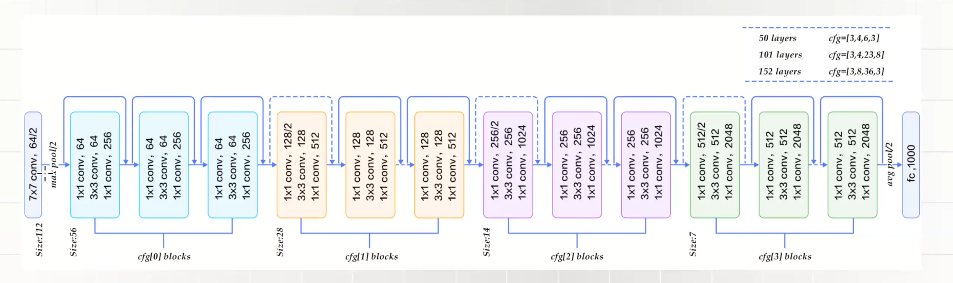 50 layers cfg=[3,4,6,3]
101 layers cfg=[3,4,23,8]
152 layers cfg=[3,8,36,3]
7x7 conv, 64/2
max pool/2
1x1 conv, 64
3x3 conv, 64
1x1 conv, 256
1x1 conv, 64
3x3 conv, 64
1x1 conv, 256
1x1 conv, 64
3x3 conv, 64
1x1 conv, 256
1x1 conv, 128/2
3x3 conv, 128
1x1 conv, 512
1x1 conv, 128
3x3 conv, 128
1x1 conv, 512
1x1 conv, 128
3x3 conv, 128
1x1 conv, 512
1x1 conv, 256/2
3x3 conv, 256
1x1 conv, 1024
1x1 conv, 256
3x3 conv, 256
1x1 conv, 1024
1x1 conv, 256
3x3 conv, 256
1x1 conv, 1024
1x1 conv, 512/2
3x3 conv, 512
1x1 conv, 2048
1x1 conv, 512
3x3 conv, 512
1x1 conv, 2048
1x1 conv, 512
3x3 conv, 512
1x1 conv, 2048
avg pool/2
fc ,1000
Size:112
Size:56
cfg[0] blocks
Size:28
cfg[1] blocks
Size:14
cfg[2] blocks
Size:7
cfg[3] blocks